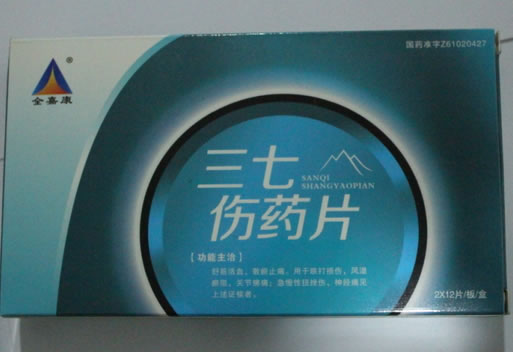 国药准字Z61020427
®
全嘉康
三七
SANQI
SHANGYAOPIAN
伤药片
【功能主治】
舒筋活血,散瘀止痛。用于跌打损伤,风湿
瘀阻,关节痹痛;急慢性扭挫伤、神经痛见
上述证候者。
2X12片/板/盒